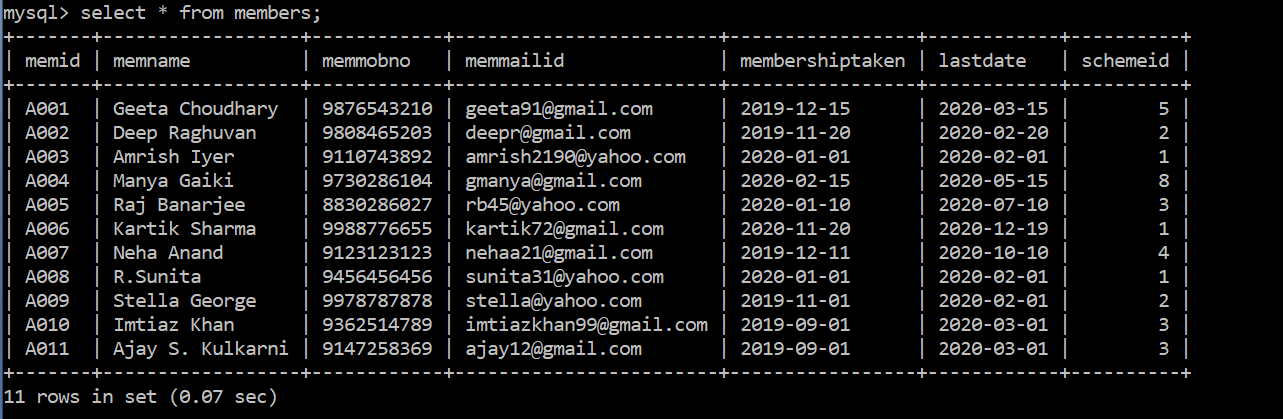 mysql> select * from members;
+-------+------------------+------------+------------------------+-----------------+------------+----------+
| memid | memname          | memmobno   | memmailid              | membershiptaken | lastdate   | schemeid |
+-------+------------------+------------+------------------------+-----------------+------------+----------+
| A001  | Geeta Choudhary  | 9876543210 | geeta91@gmail.com      | 2019-12-15      | 2020-03-15 |        5 |
| A002  | Deep Raghuvan    | 9808465203 | deepr@gmail.com        | 2019-11-20      | 2020-02-20 |        2 |
| A003  | Amrish Iyer      | 9110743892 | amrish2190@yahoo.com   | 2020-01-01      | 2020-02-01 |        1 |
| A004  | Manya Gaiki      | 9730286104 | gmanya@gmail.com       | 2020-02-15      | 2020-05-15 |        8 |
| A005  | Raj Banarjee     | 8830286027 | rb45@yahoo.com         | 2020-01-10      | 2020-07-10 |        3 |
| A006  | Kartik Sharma    | 9988776655 | kartik72@gmail.com     | 2020-11-20      | 2020-12-19 |        1 |
| A007  | Neha Anand       | 9123123123 | nehaa21@gmail.com      | 2019-12-11      | 2020-10-10 |        4 |
| A008  | R.Sunita         | 9456456456 | sunita31@yahoo.com     | 2020-01-01      | 2020-02-01 |        1 |
| A009  | Stella George    | 9978787878 | stella@yahoo.com       | 2019-11-01      | 2020-02-01 |        2 |
| A010  | Imtiaz Khan      | 9362514789 | imtiazkhan99@gmail.com | 2019-09-01      | 2020-03-01 |        3 |
| A011  | Ajay S. Kulkarni | 9147258369 | ajay12@gmail.com       | 2019-09-01      | 2020-03-01 |        3 |
+-------+------------------+------------+------------------------+-----------------+------------+----------+
11 rows in set (0.07 sec)